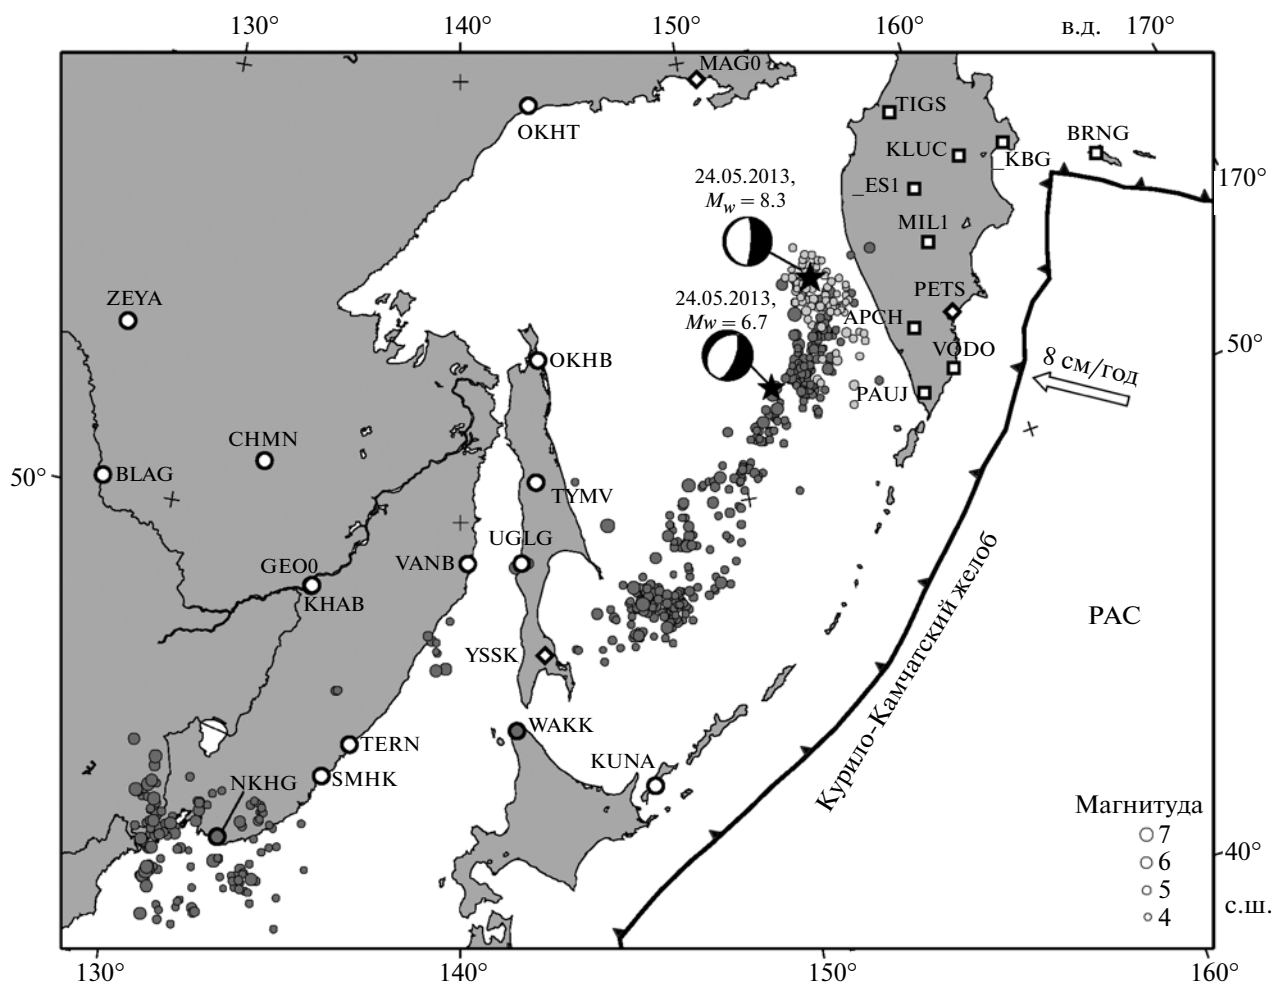 130° 140° 150° 160° в.д. 170°
MAG0
OKHT
TIGS
BRNG
KLUC
_KBG
170°
24.05.2013,
Mw = 8.3
_ES1
MIL1
ZEYA
24.05.2013,
Mw = 6.7
PETS
APCH
VODO
50°
8 см/год
OKHB
PAUJ
CHMN
50°
BLAG
TYMV
UGLG
VANB
GEO0
KHAB
Курило-Камчатский желоб
PAC
YSSK
WAKK
TERN
KUNA
SMHK
NKHG
Магнитуда
7
6
5
4
40°
с.ш.
130° 140° 150° 160°